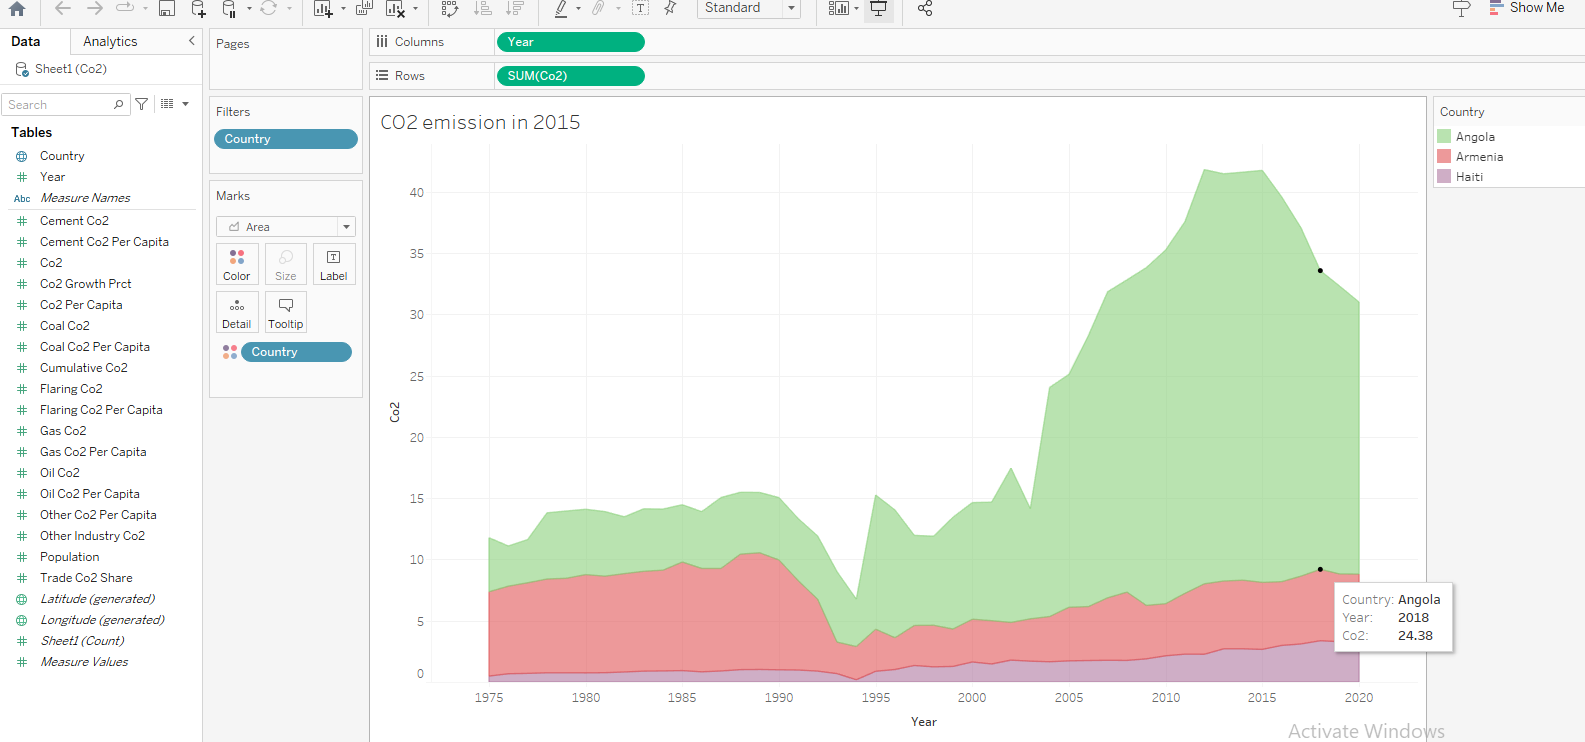 Standard
Show Me
Data
Analytics
Pages
Columns
Year
Sheet1 (Co2)
Rows
SUM(Co2)
Search
Filters
Country
Tables
Country
Year
Measure Names
Cement Co2
Cement Co2 Per Capita
Co2
Co2 Growth Prct
Co2 Per Capita
Coal Co2
Coal Co2 Per Capita
Cumulative Co2
Flaring Co2
Flaring Co2 Per Capita
Gas Co2
Gas Co2 Per Capita
Oil Co2
Oil Co2 Per Capita
Other Co2 Per Capita
Other Industry Co2
Population
Trade Co2 Share
Latitude (generated)
Longitude (generated)
Sheet1 (Count)
Measure Values
Abc
Marks
Area
Color
Size
Label
Detail
Tooltip
Country
CO2 emission in 2015
40
35
30
25
20
15
10
5
0
Co2
1975
1980
1985
1990
1995
2000
2005
2010
2015
2020
Year
Country: Angola
Year: 2018
Co2: 24.38
Country
Angola
Armenia
Haiti
Activate Windows